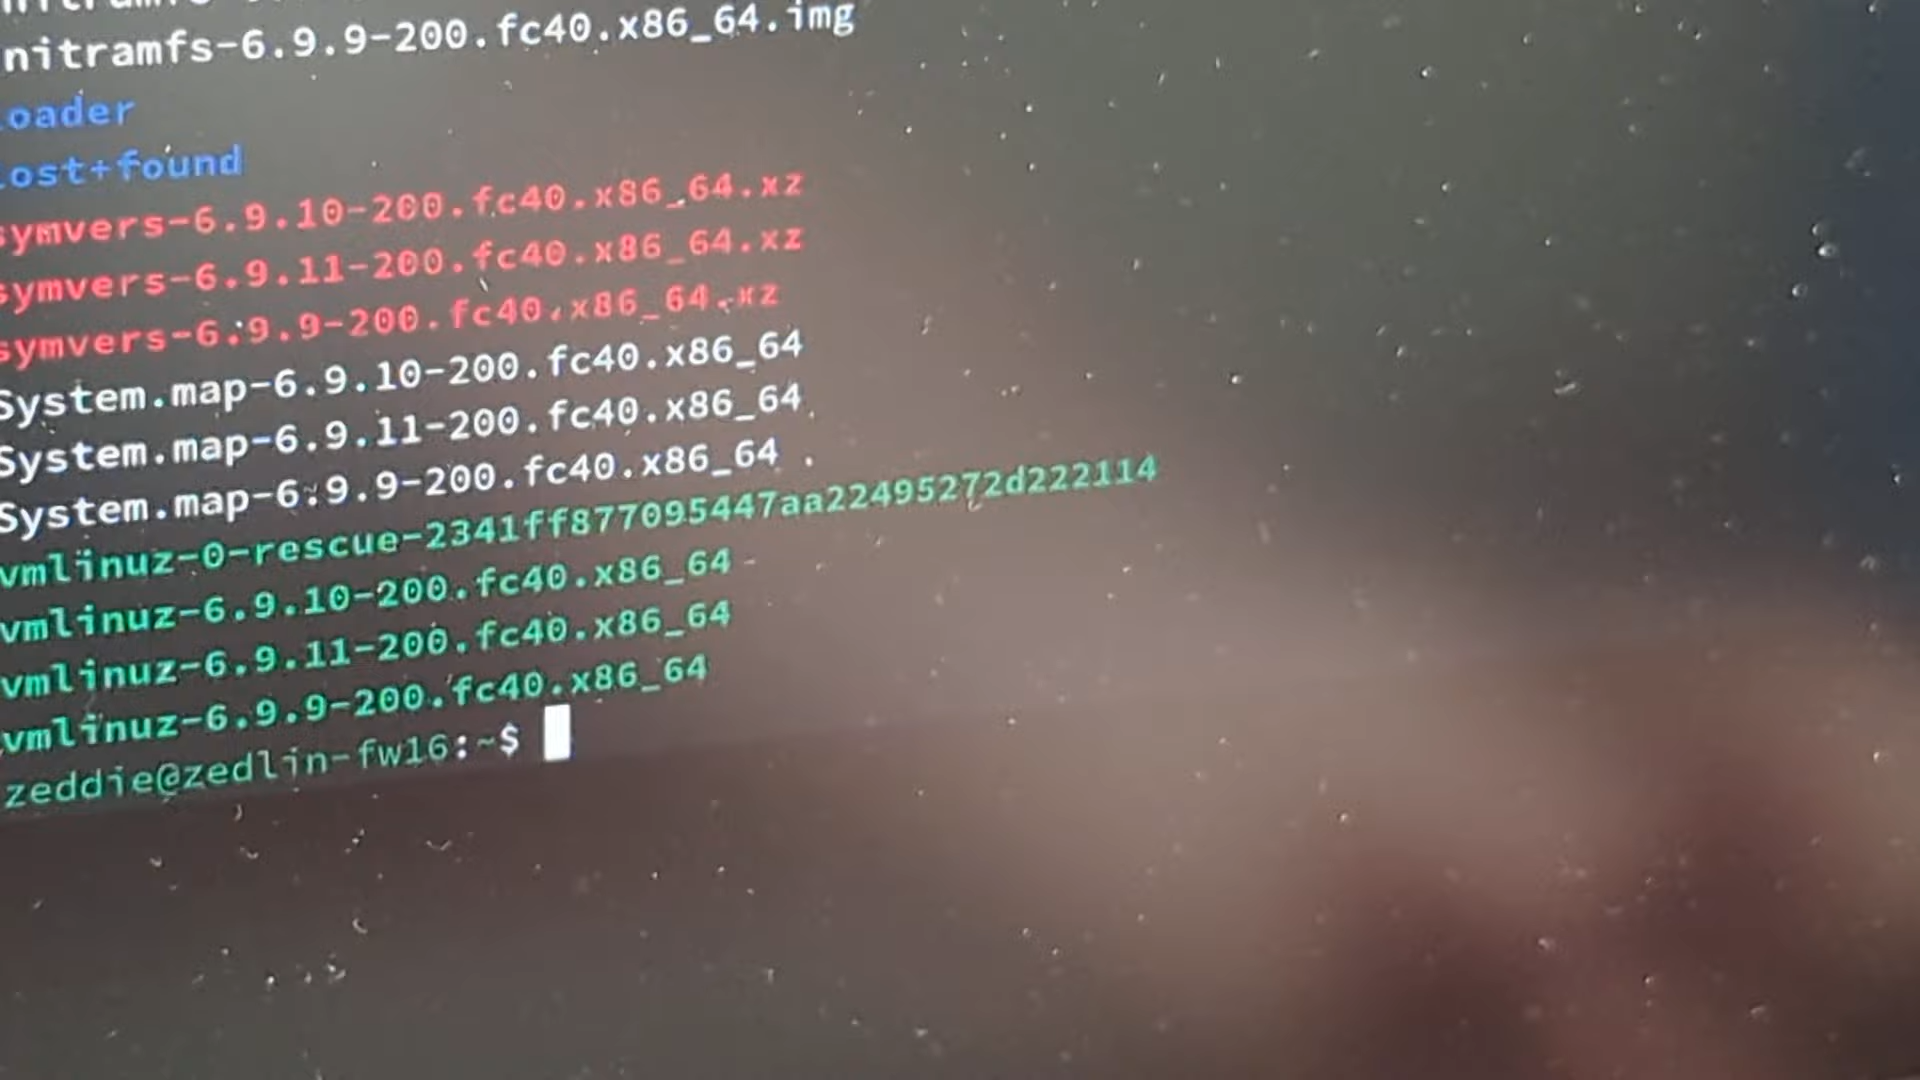 nitramfs-6.9.9-200.fc40.x86_64.img
oader
ost+found
symvers-6.9.10-200.fc40.x86_64.xz
symvers-6.9.11-200.fc40.x86_64.xz
symvers-6.9.9-200.fc40.x86_64.xz
System.map-6.9.10-200.fc40.x86_64
System.map-6.9.11-200.fc40.x86_64
System.map-6.9.9-200.fc40.x86_64
vmlinuz-0-rescue-2341ff877095447aa22495272d222114
vmlinuz-6.9.10-200.fc40.x86_64
vmlinuz-6.9.11-200.fc40.x86_64
vmlinuz-6.9.9-200.fc40.x86_64
zeddie@zedlin-fw16:~$